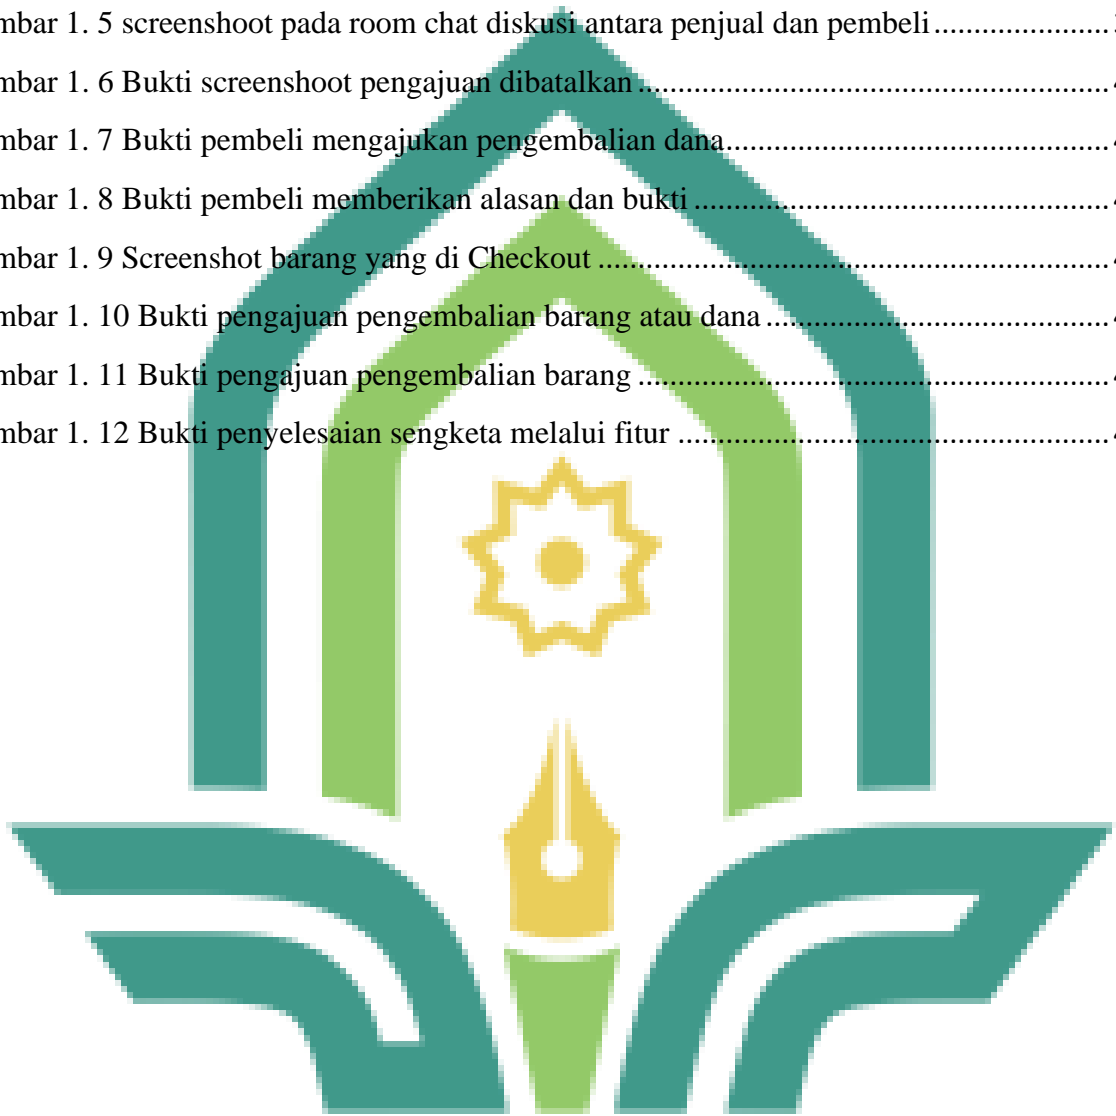 mbar 1. 5 screenshoot pada room chat diskusi antara penjual dan pembeli......................
mbar 1. 6 Bukti screenshoot pengajuan dibatalkan..........................................................
mbar 1. 7 Bukti pembeli mengajukan pengembalian dana...............................................
mbar 1. 8 Bukti pembeli memberikan alasan dan bukti...................................................
mbar 1. 9 Screenshot barang yang di Checkout..............................................................
mbar 1. 10 Bukti pengajuan pengembalian barang atau dana..........................................
mbar 1. 11 Bukti pengajuan pengembalian barang..........................................................
mbar 1. 12 Bukti penyelesaian sengketa melalui fitur.....................................................